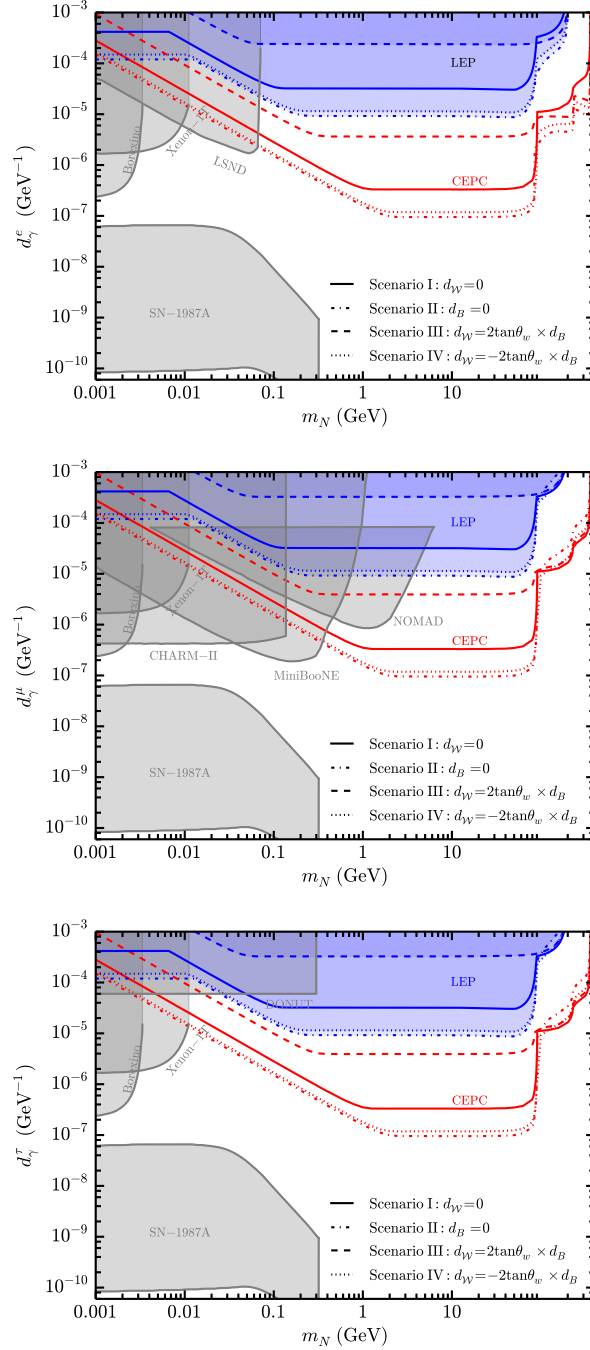 10⁻³
10⁻⁴
10⁻⁵
10⁻⁶
10⁻⁷
10⁻⁸
10⁻⁹
10⁻¹⁰
d_γ^e (GeV⁻¹)
LEP
CEPC
Borexino
Xenon−1T
LSND
SN−1987A
Scenario I: d_𝒲=0
Scenario II: d_B =0
Scenario III: d_𝒲=2tanθ_w × d_B
Scenario IV: d_𝒲=−2tanθ_w × d_B
0.001 0.01 0.1 1 10
m_N (GeV)
10⁻³
10⁻⁴
10⁻⁵
10⁻⁶
10⁻⁷
10⁻⁸
10⁻⁹
10⁻¹⁰
d_γ^μ (GeV⁻¹)
LEP
CEPC
NOMAD
Borexino
Xenon−1T
CHARM−II
MiniBooNE
SN−1987A
Scenario I: d_𝒲=0
Scenario II: d_B =0
Scenario III: d_𝒲=2tanθ_w × d_B
Scenario IV: d_𝒲=−2tanθ_w × d_B
0.001 0.01 0.1 1 10
m_N (GeV)
10⁻³
10⁻⁴
10⁻⁵
10⁻⁶
10⁻⁷
10⁻⁸
10⁻⁹
10⁻¹⁰
d_γ^τ (GeV⁻¹)
LEP
DONUT
CEPC
Borexino
Xenon−1T
SN−1987A
Scenario I: d_𝒲=0
Scenario II: d_B =0
Scenario III: d_𝒲=2tanθ_w × d_B
Scenario IV: d_𝒲=−2tanθ_w × d_B
0.001 0.01 0.1 1 10
m_N (GeV)